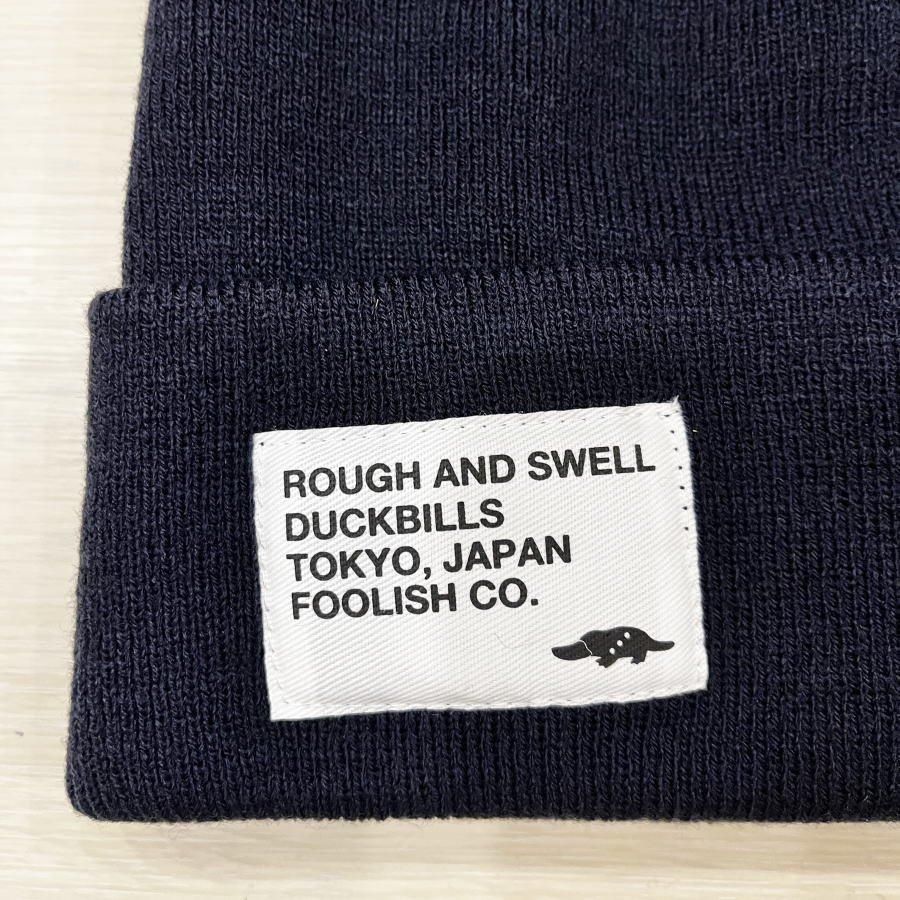 ROUGH AND SWELL
DUCKBILLS
TOKYO, JAPAN
FOOLISH CO.